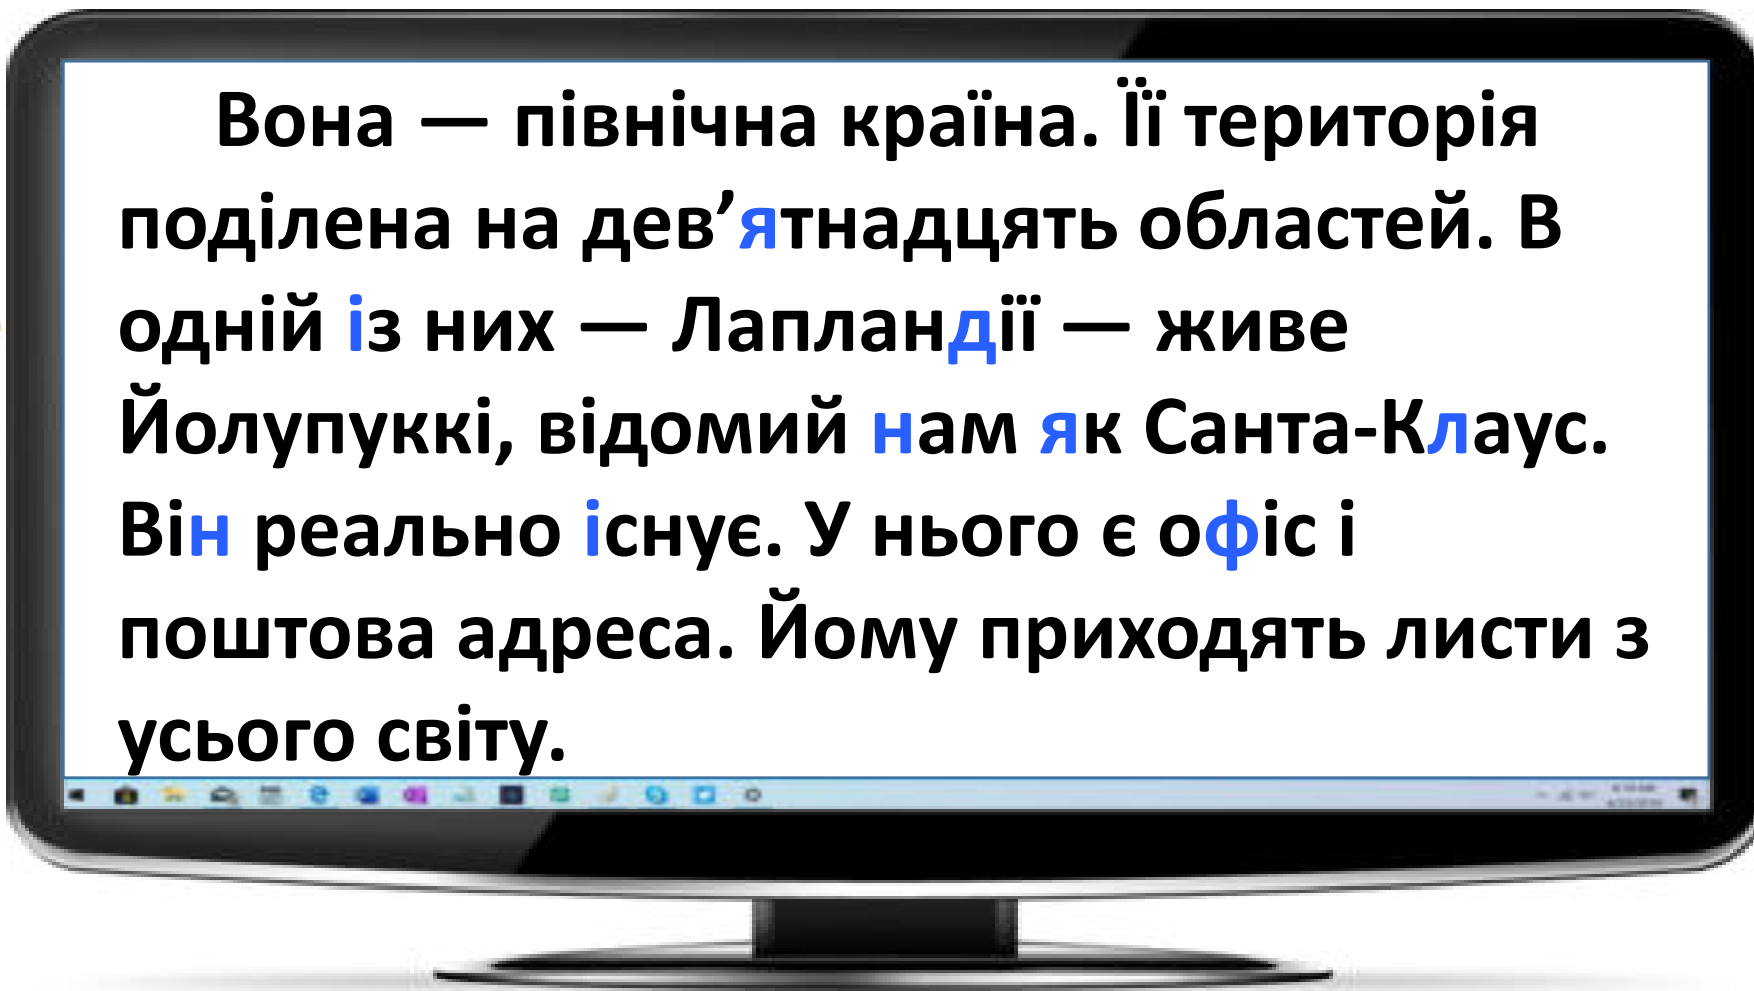 Вона — північна країна. Її територія
поділена на дев’ятнадцять областей. В
одній із них — Лапландії — живе
Йолупуккі, відомий нам як Санта-Клаус.
Він реально існує. У нього є офіс і
поштова адреса. Йому приходять листи з
усього світу.